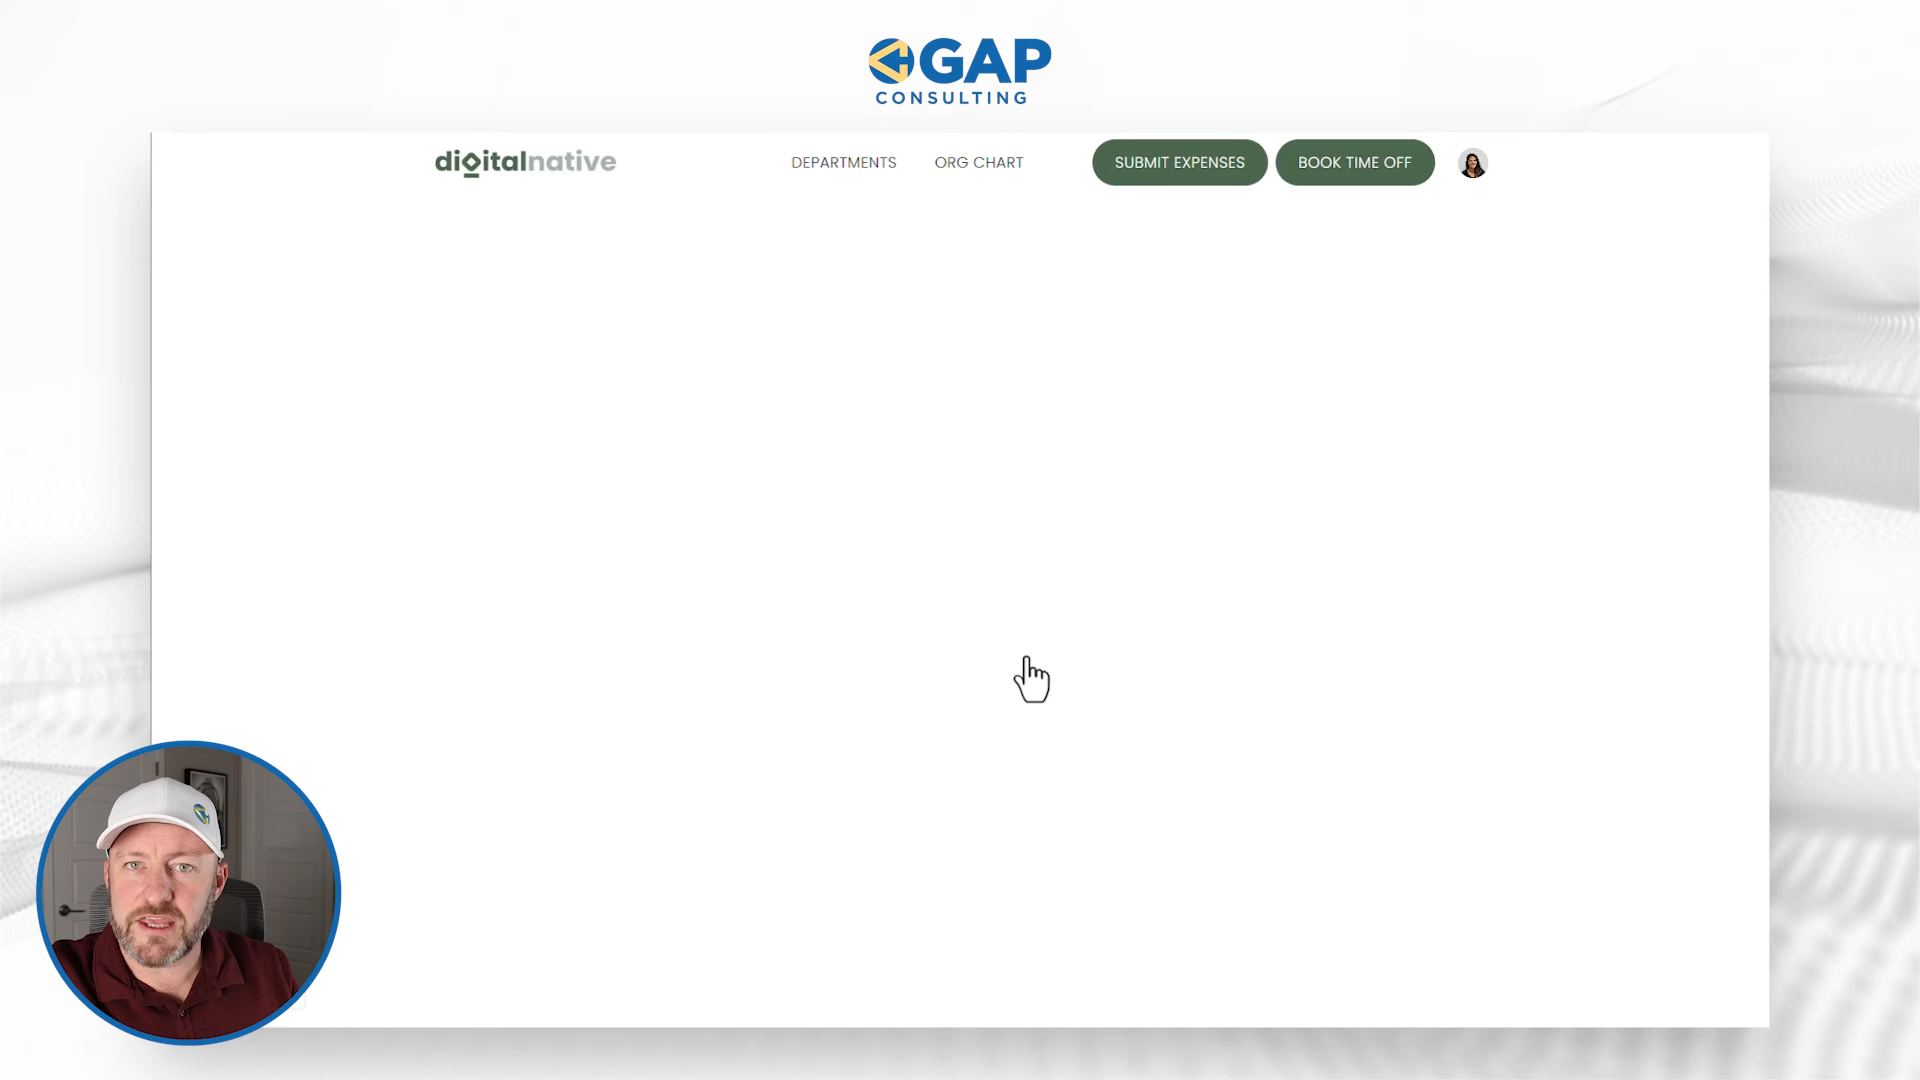 GAP
CONSULTING
digitalnative
DEPARTMENTS
ORG CHART
SUBMIT EXPENSES
BOOK TIME OFF